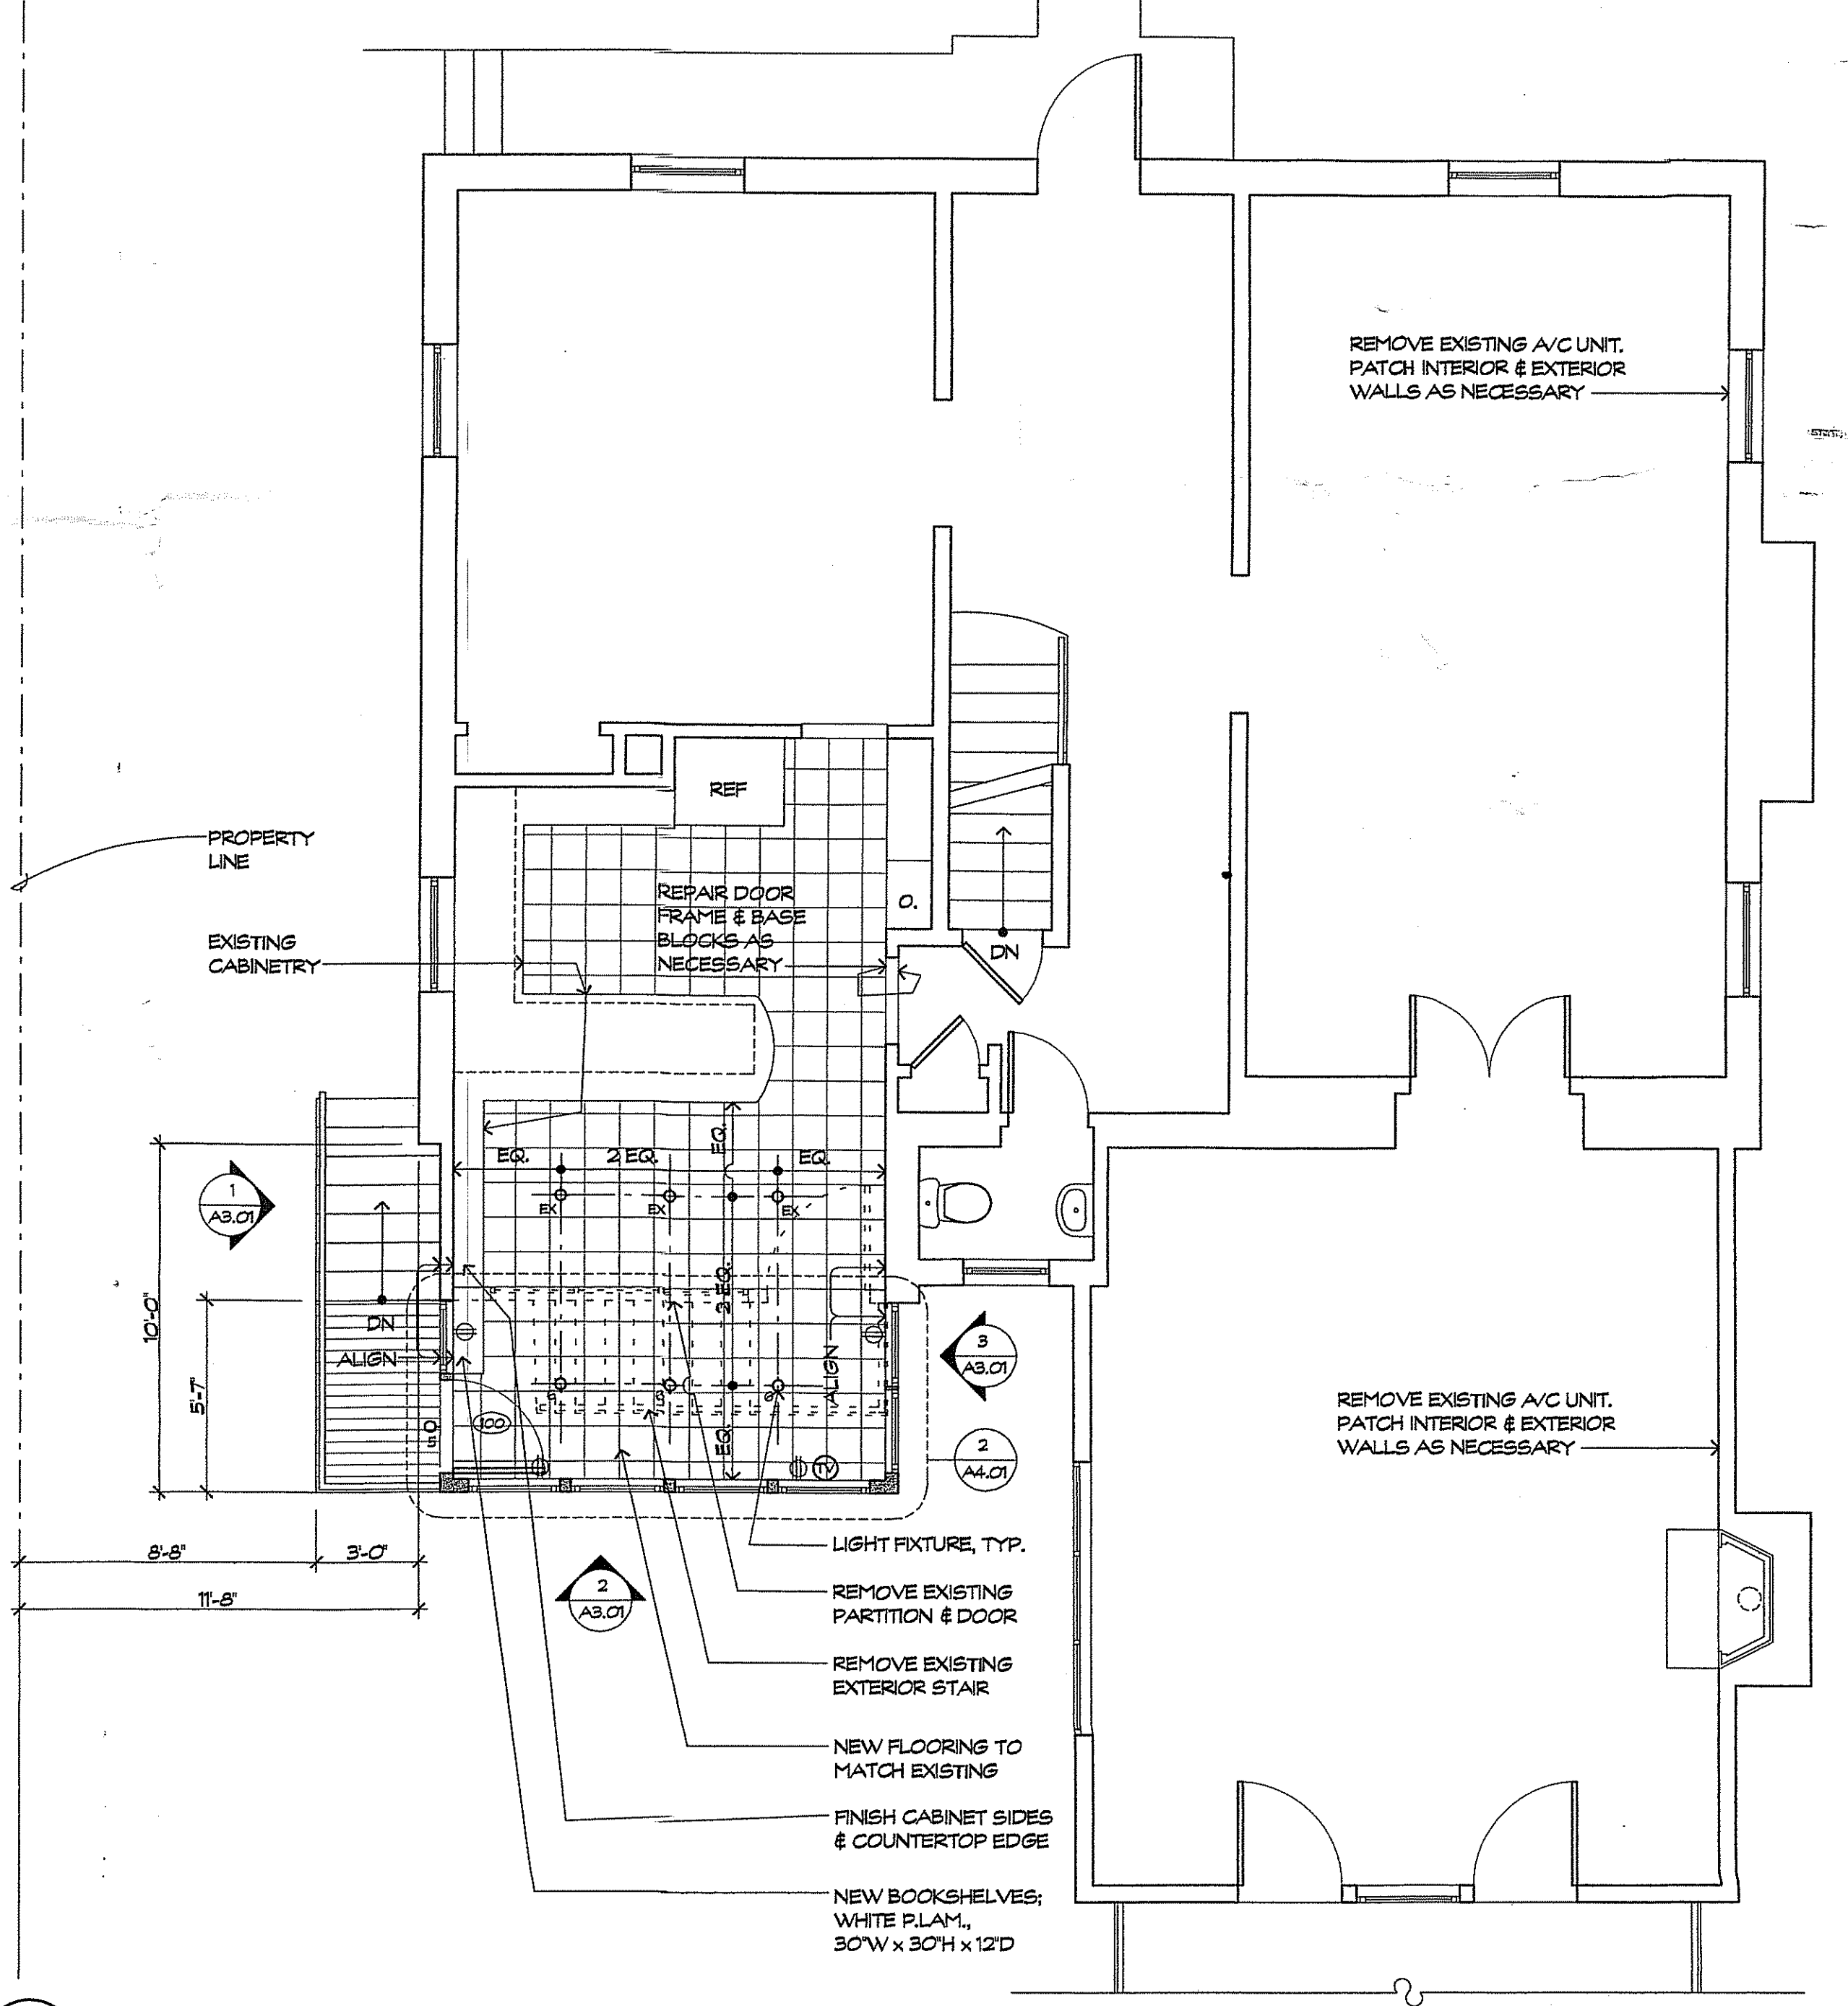 REMOVE EXISTING A/C UNIT.
PATCH INTERIOR & EXTERIOR
WALLS AS NECESSARY
REF
PROPERTY
LINE
REPAIR DOOR
FRAME & BASE
BLOCKS AS
NECESSARY
O.
EXISTING
CABINETRY
DN
EQ.
2 EQ.
EQ.
EQ.
1
A3.01
EX
EX
EX
2 EQ.
10'-0"
5'-7"
DN
ALIGN
ALIGN
3
A3.01
6
6
6
100
5
EQ.
TV
2
A4.01
REMOVE EXISTING A/C UNIT.
PATCH INTERIOR & EXTERIOR
WALLS AS NECESSARY
8'-8"
3'-0"
11'-8"
2
A3.01
LIGHT FIXTURE, TYP.
REMOVE EXISTING
PARTITION & DOOR
REMOVE EXISTING
EXTERIOR STAIR
NEW FLOORING TO
MATCH EXISTING
FINISH CABINET SIDES
& COUNTERTOP EDGE
NEW BOOKSHELVES;
WHITE P.LAM.,
30"W x 30"H x 12"D